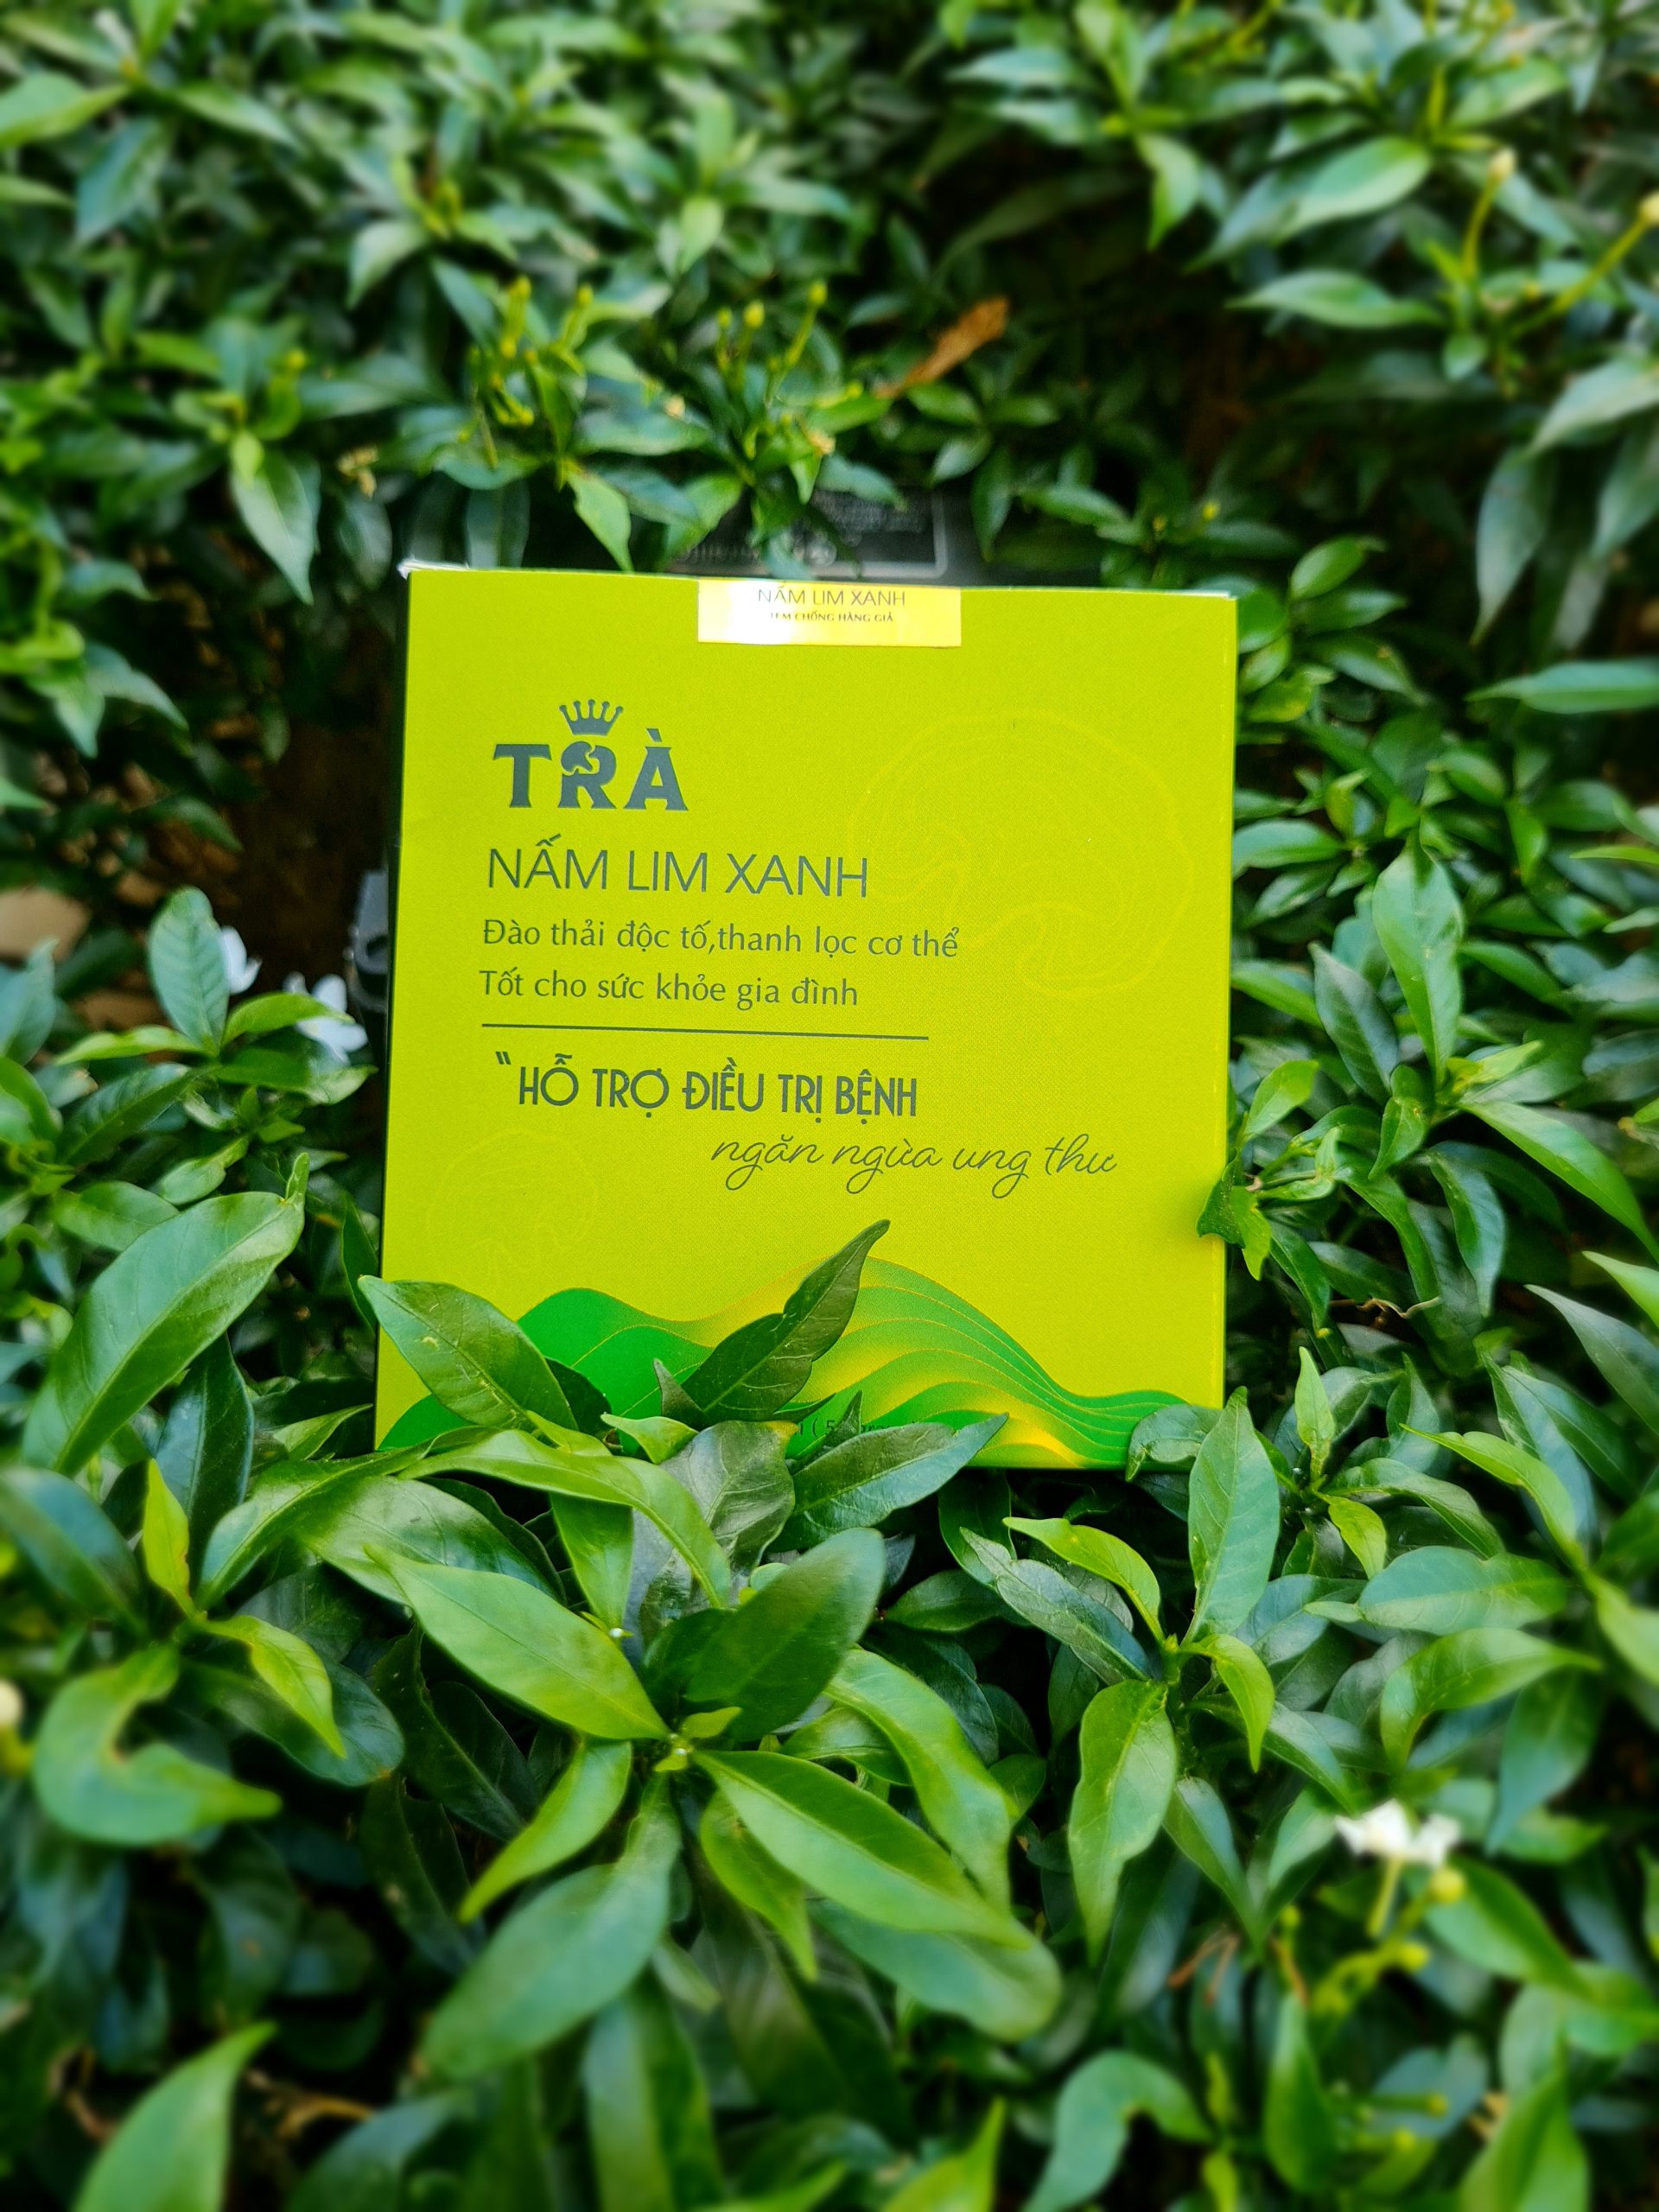 NẤM LIM XANH
TEM CHỐNG HÀNG GIẢ
TRÀ
NẤM LIM XANH
Đào thải độc tố,thanh lọc cơ thể
Tốt cho sức khỏe gia đình
"HỖ TRỢ ĐIỀU TRỊ BỆNH
ngăn ngừa ung thư